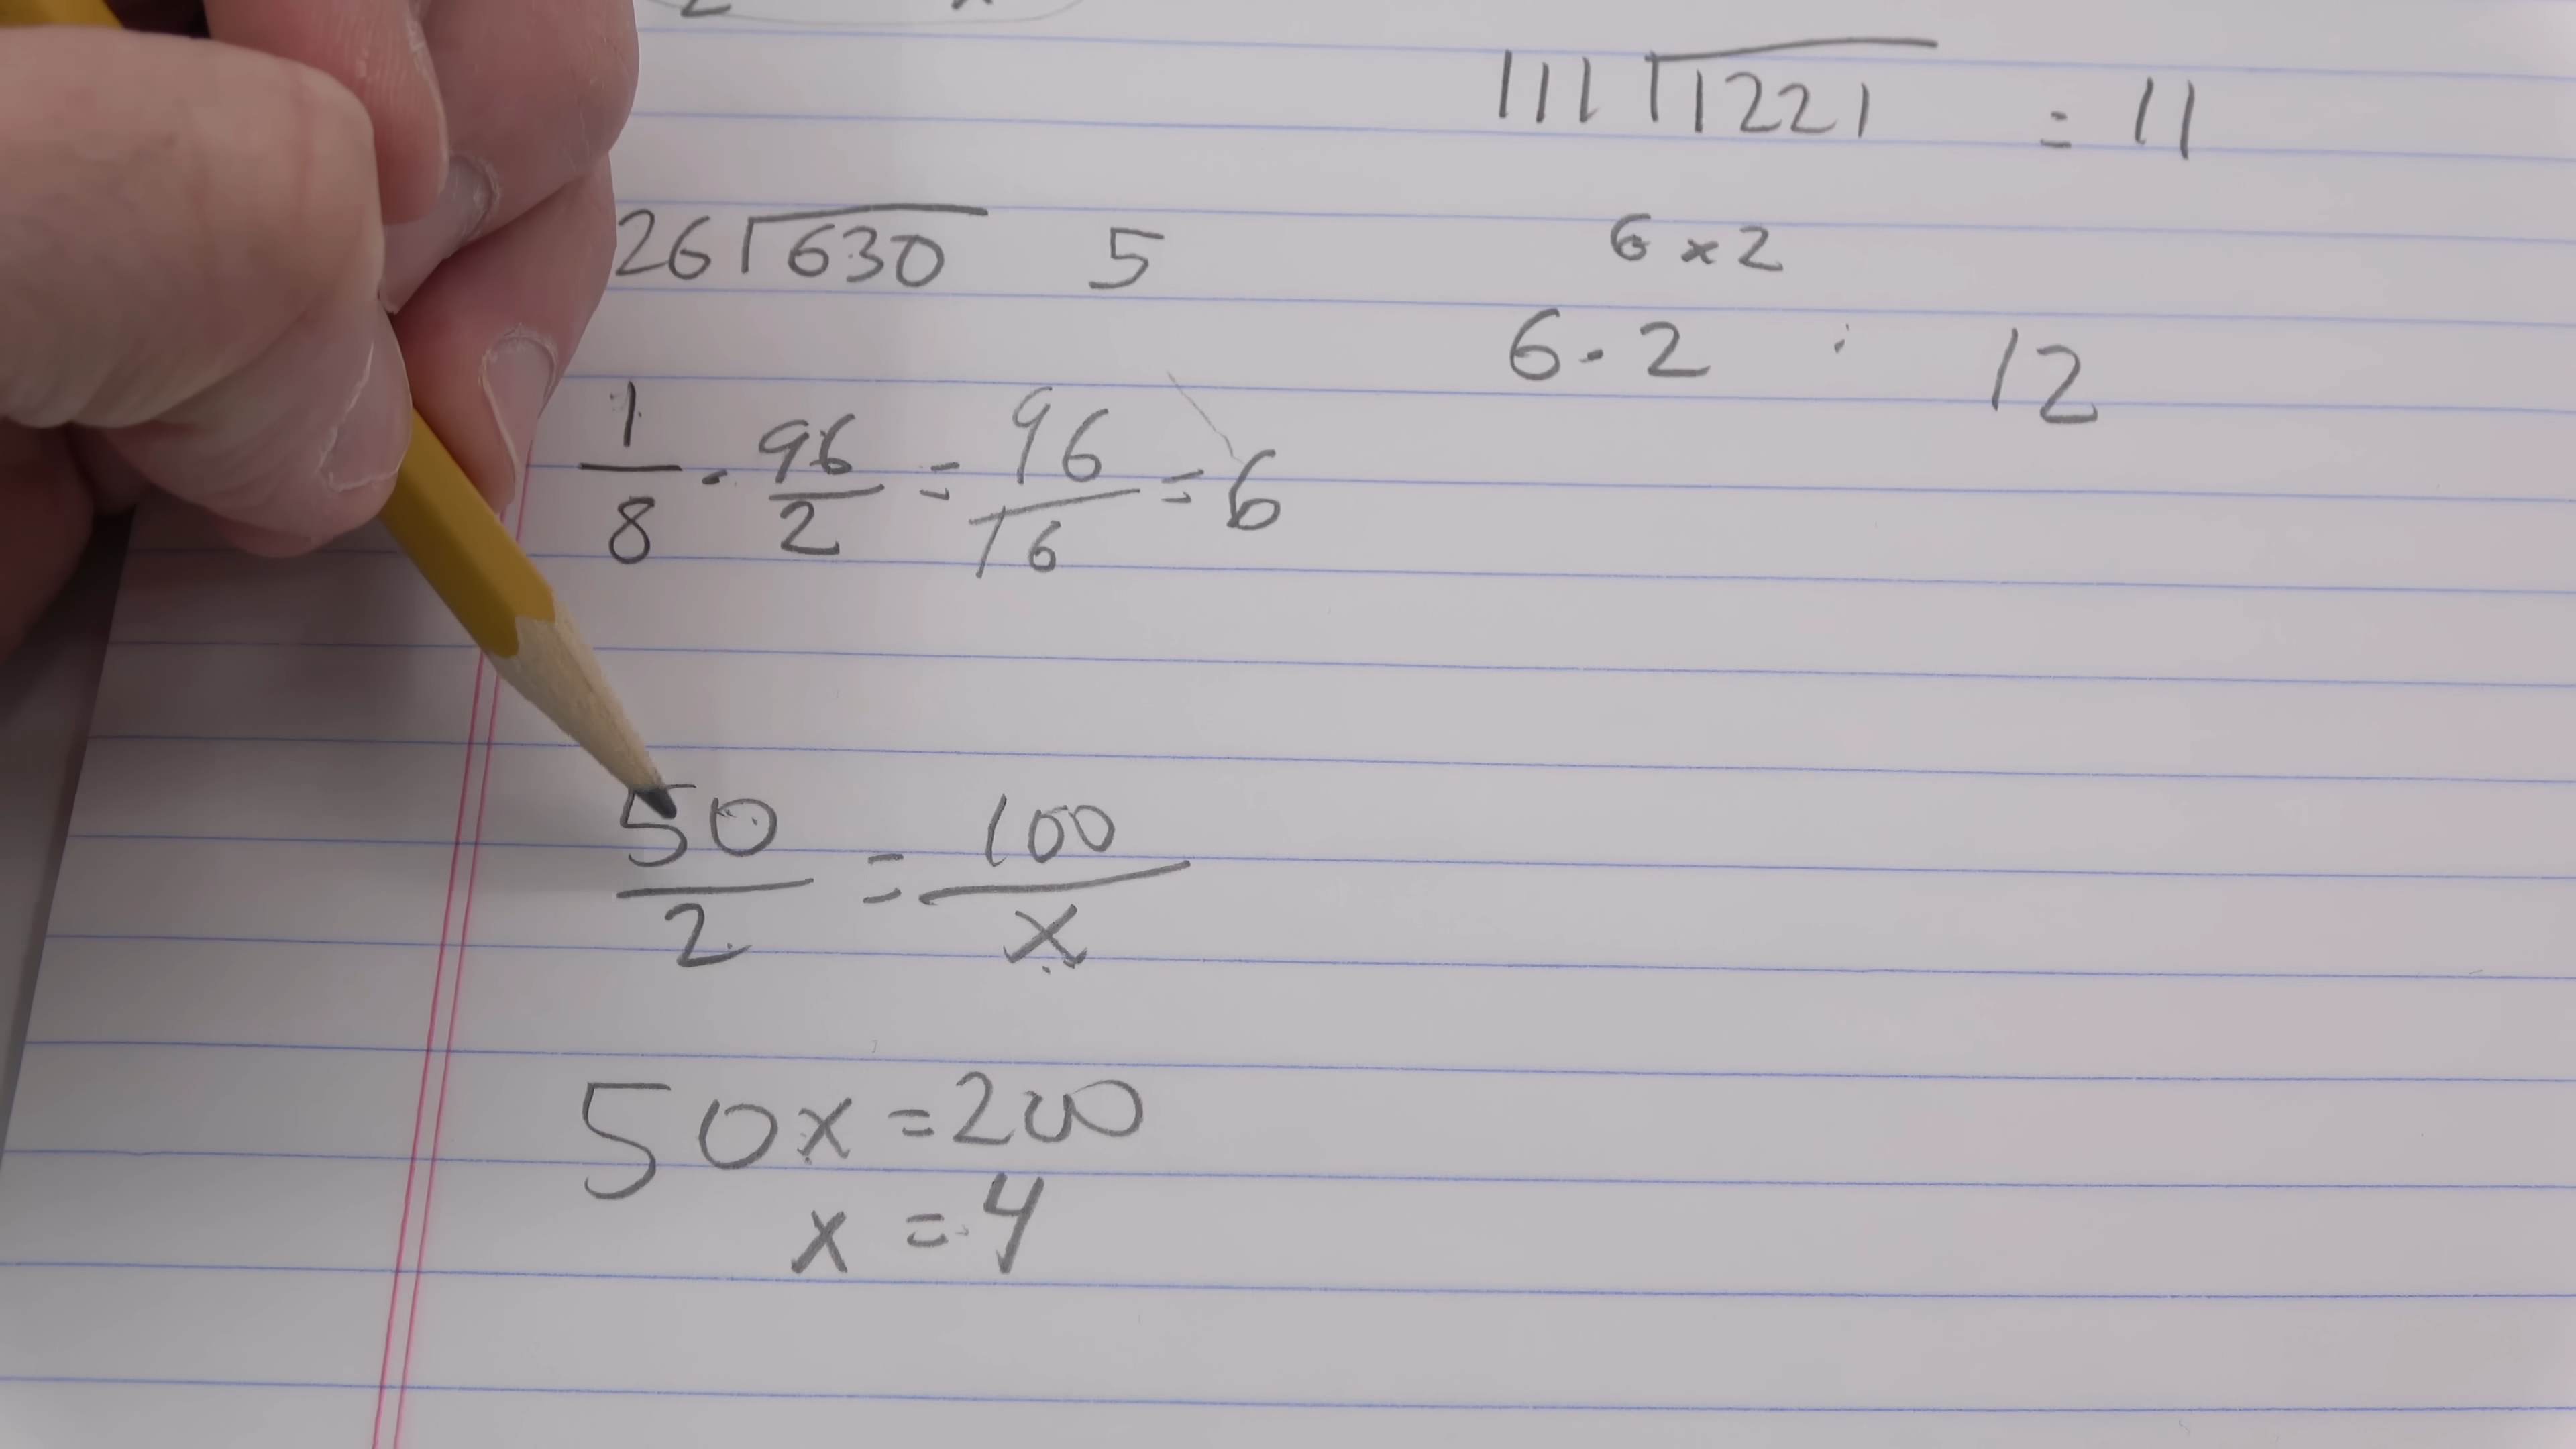 111 ⟌1221 = 11
26 ⟌630 5
6 x 2
6 · 2 : 12
1/8 · 96/2 = 96/16 = 6
50/2 = 100/x
50x = 200
x = 4